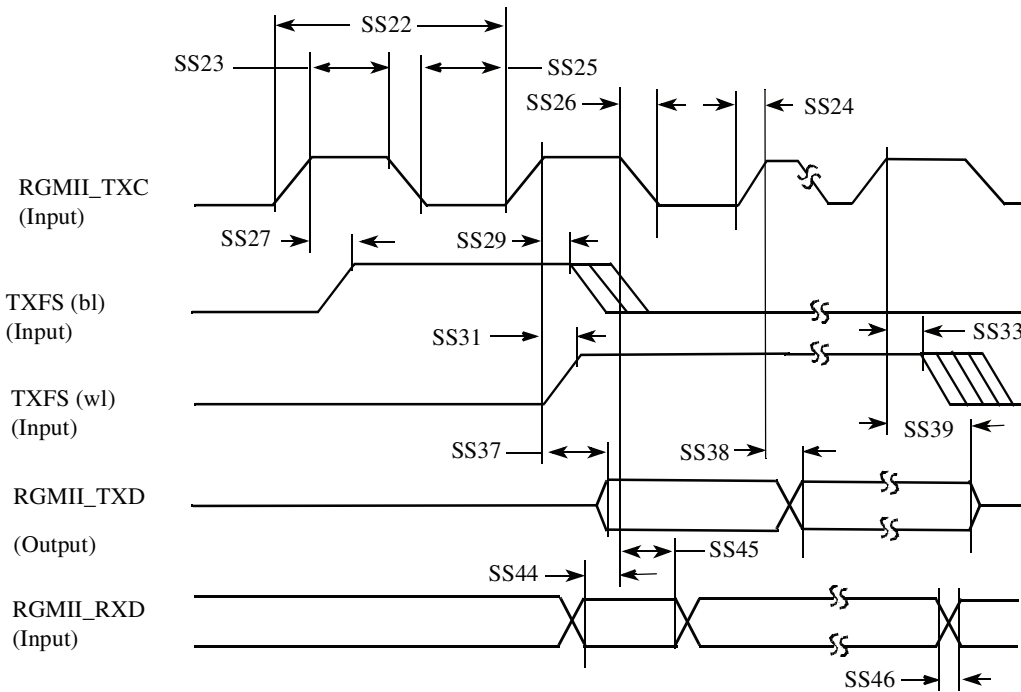 SS22
SS23
SS25
SS26
SS24
RGMII_TXC
(Input)
SS27
SS29
TXFS (bl)
(Input)
SS31
SS33
TXFS (wl)
(Input)
SS37
SS38
SS39
RGMII_TXD
(Output)
SS45
SS44
RGMII_RXD
(Input)
SS46